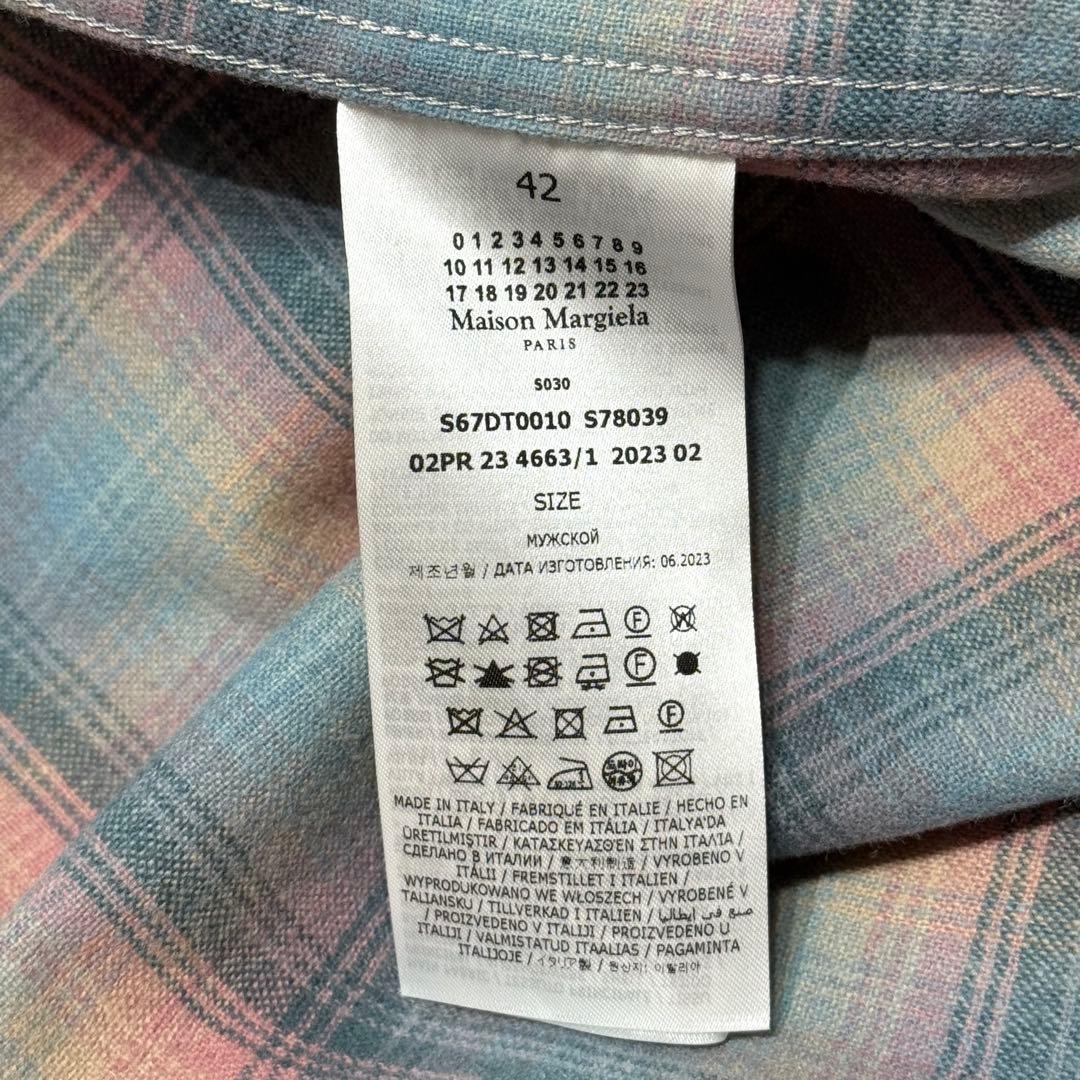 42
0 1 2 3 4 5 6 7 8 9
10 11 12 13 14 15 16
17 18 19 20 21 22 23
Maison Margiela
PARIS
S030
S67DT0010 S78039
02PR 23 4663/1 2023 02
SIZE
МУЖСКОЙ
제조년월 / ДАТА ИЗГОТОВЛЕНИЯ: 06.2023
F W
F
F
드라이
MADE IN ITALY / FABRIQUÉ EN ITALIE / HECHO EN
ITALIA / FABRICADO EM ITÁLIA / ITALYA'DA
ÜRETILMIŞTIR / ΚΑΤΑΣΚΕΥΑΣΘΕΝ ΣΤΗΝ ΙΤΑΛΙΑ /
СДЕЛАНО В ИТАЛИИ / 意大利制造 / VYROBENO V
ITÁLII / FREMSTILLET I ITALIEN /
WYPRODUKOWANO WE WŁOSZECH / VYROBENÉ V
TALIANSKU / TILLVERKAD I ITALIEN / صنع في إيطاليا
/ PROIZVEDENO V ITALIJI / PROIZVEDENO U
ITALIJI / VALMISTATUD ITAALIAS / PAGAMINTA
ITALIJOJE / イタリア製 / 원산지: 이탈리아